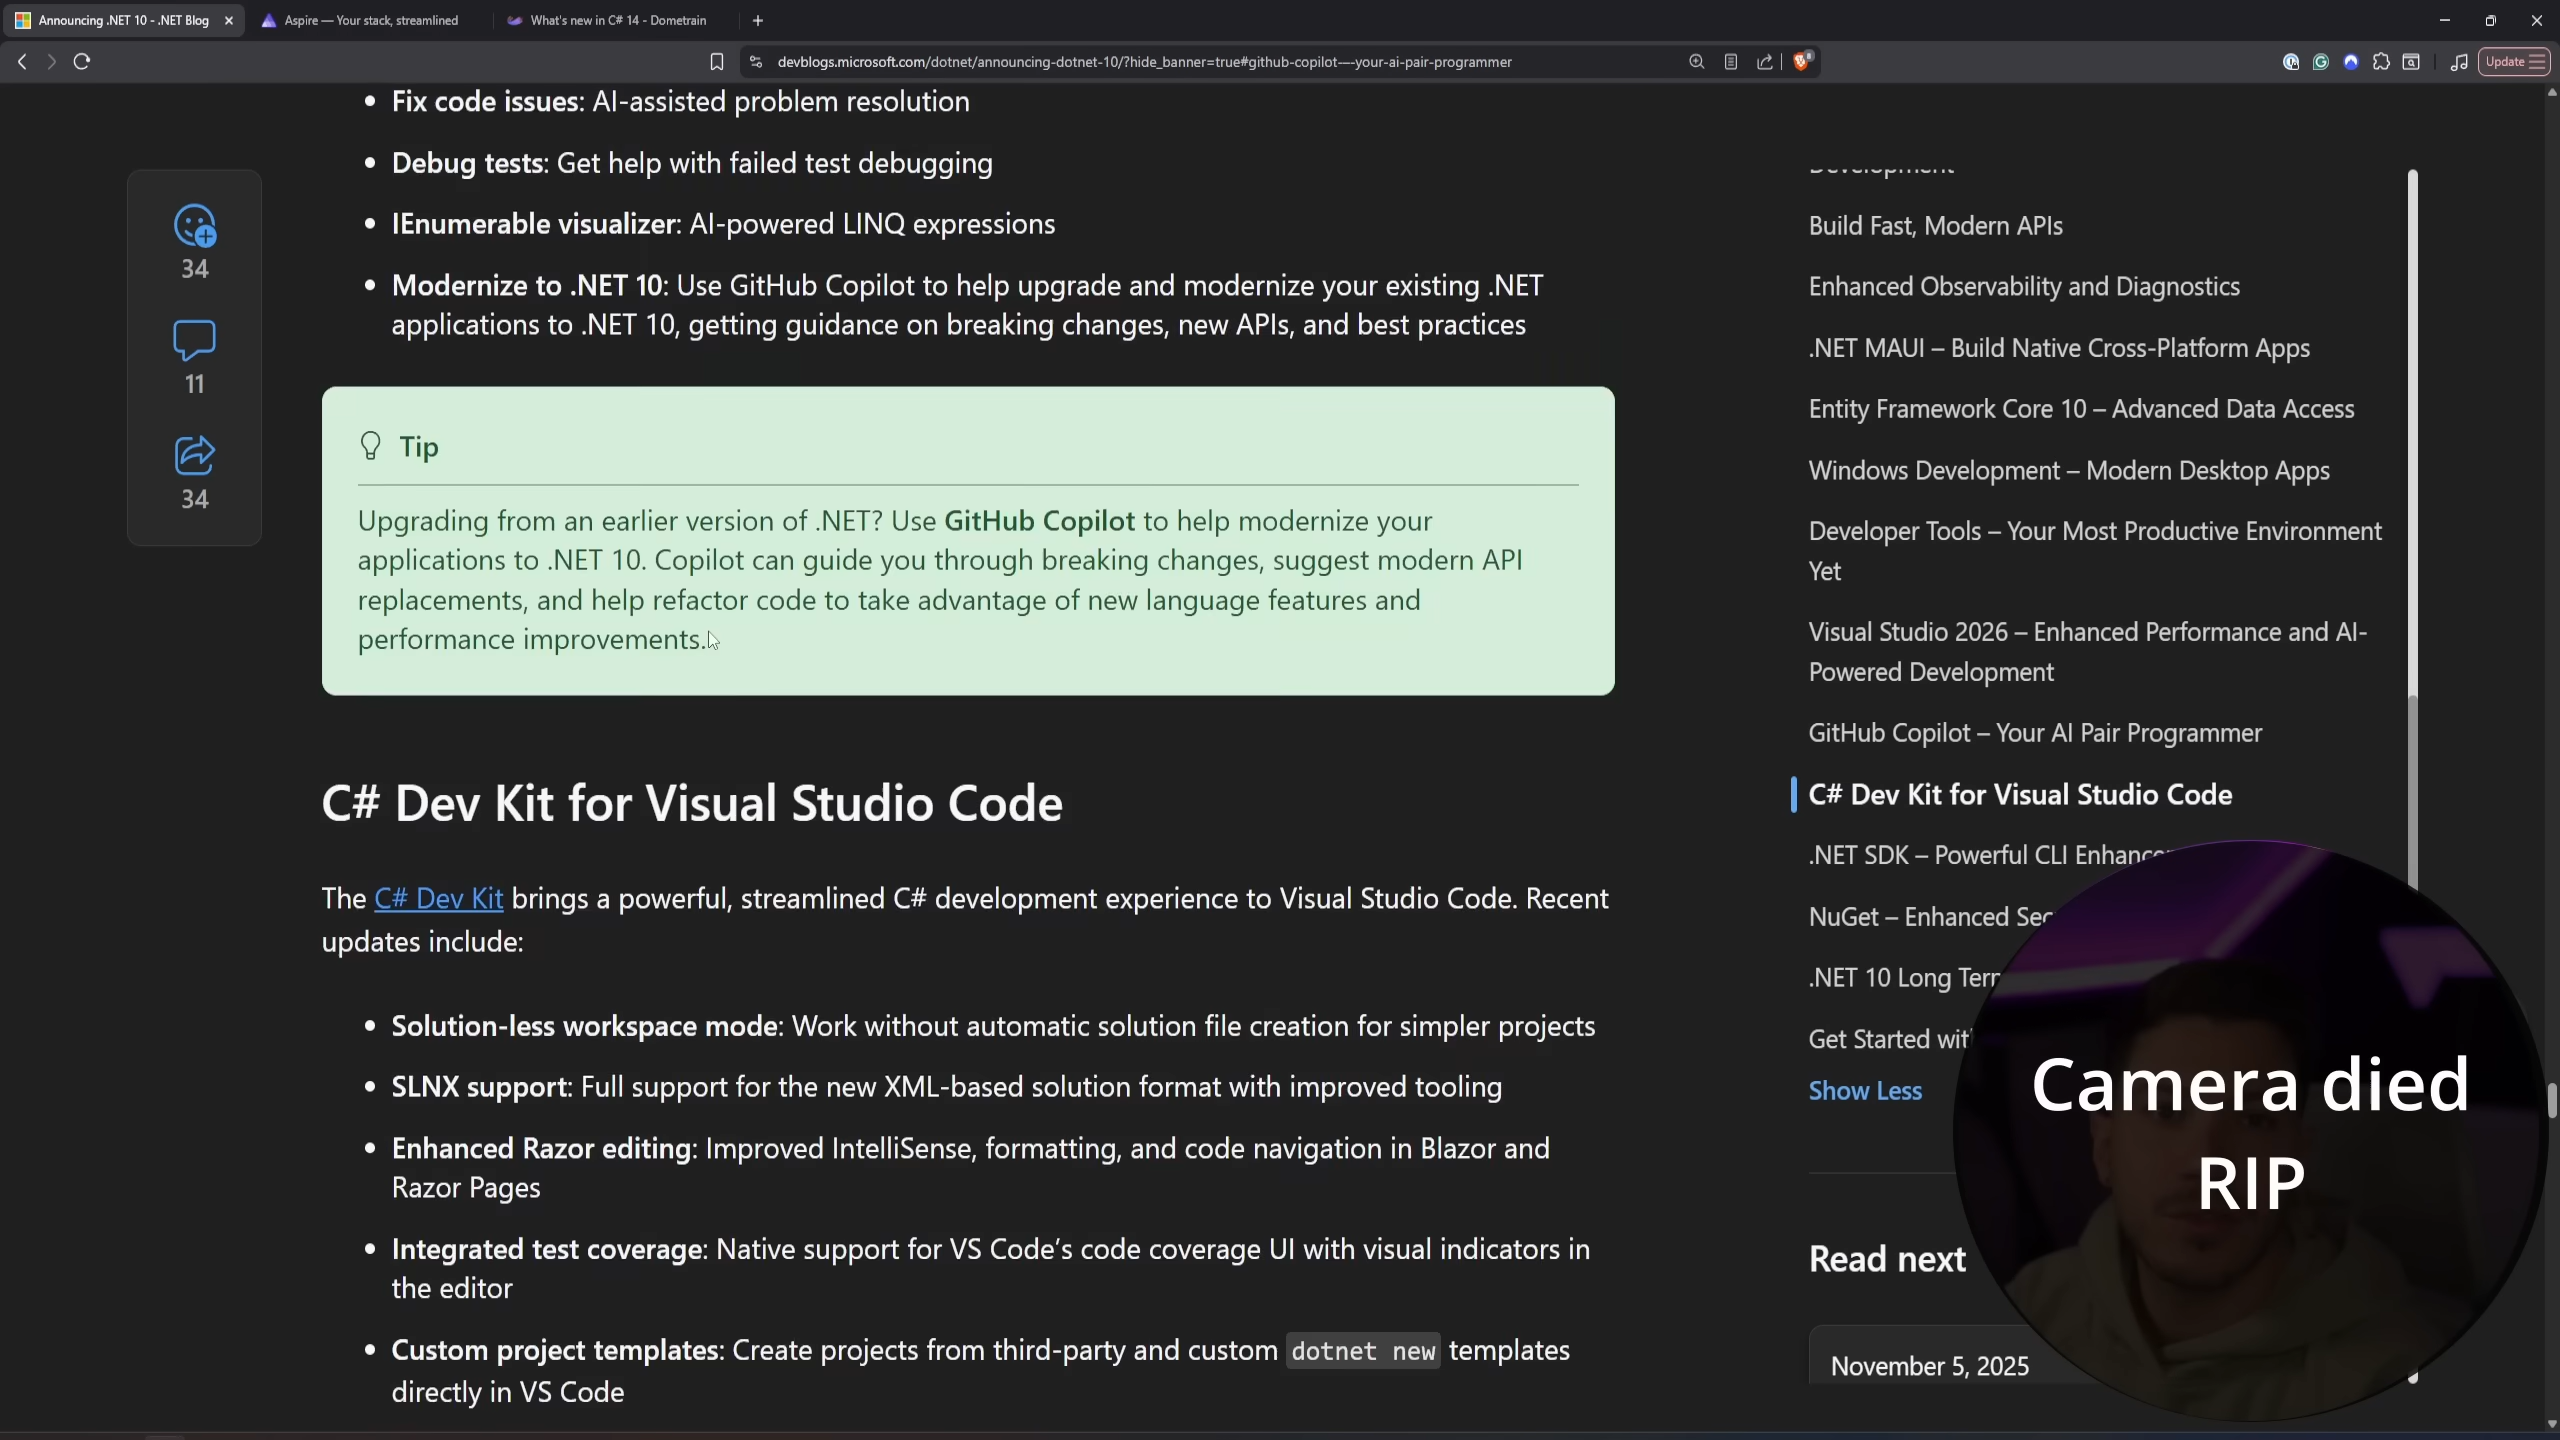 Announcing .NET 10 - .NET Blog
Aspire — Your stack, streamlined
What's new in C# 14 - Dometrain
devblogs.microsoft.com/dotnet/announcing-dotnet-10/?hide_banner=true#github-copilot-–-your-ai-pair-programmer
Update
Fix code issues: AI-assisted problem resolution
Debug tests: Get help with failed test debugging
IEnumerable visualizer: AI-powered LINQ expressions
Modernize to .NET 10: Use GitHub Copilot to help upgrade and modernize your existing .NET
applications to .NET 10, getting guidance on breaking changes, new APIs, and best practices
34
11
34
Tip
Upgrading from an earlier version of .NET? Use GitHub Copilot to help modernize your
applications to .NET 10. Copilot can guide you through breaking changes, suggest modern API
replacements, and help refactor code to take advantage of new language features and
performance improvements.
C# Dev Kit for Visual Studio Code
The C# Dev Kit brings a powerful, streamlined C# development experience to Visual Studio Code. Recent
updates include:
Solution-less workspace mode: Work without automatic solution file creation for simpler projects
SLNX support: Full support for the new XML-based solution format with improved tooling
Enhanced Razor editing: Improved IntelliSense, formatting, and code navigation in Blazor and
Razor Pages
Integrated test coverage: Native support for VS Code’s code coverage UI with visual indicators in
the editor
Custom project templates: Create projects from third-party and custom dotnet new templates
directly in VS Code
Development
Build Fast, Modern APIs
Enhanced Observability and Diagnostics
.NET MAUI – Build Native Cross-Platform Apps
Entity Framework Core 10 – Advanced Data Access
Windows Development – Modern Desktop Apps
Developer Tools – Your Most Productive Environment
Yet
Visual Studio 2026 – Enhanced Performance and AI-
Powered Development
GitHub Copilot – Your AI Pair Programmer
C# Dev Kit for Visual Studio Code
.NET SDK – Powerful CLI
NuGet – Enhanced
.NET 10 Long
Get Started
Show Less
Read next
November 5, 2025
Camera died
RIP